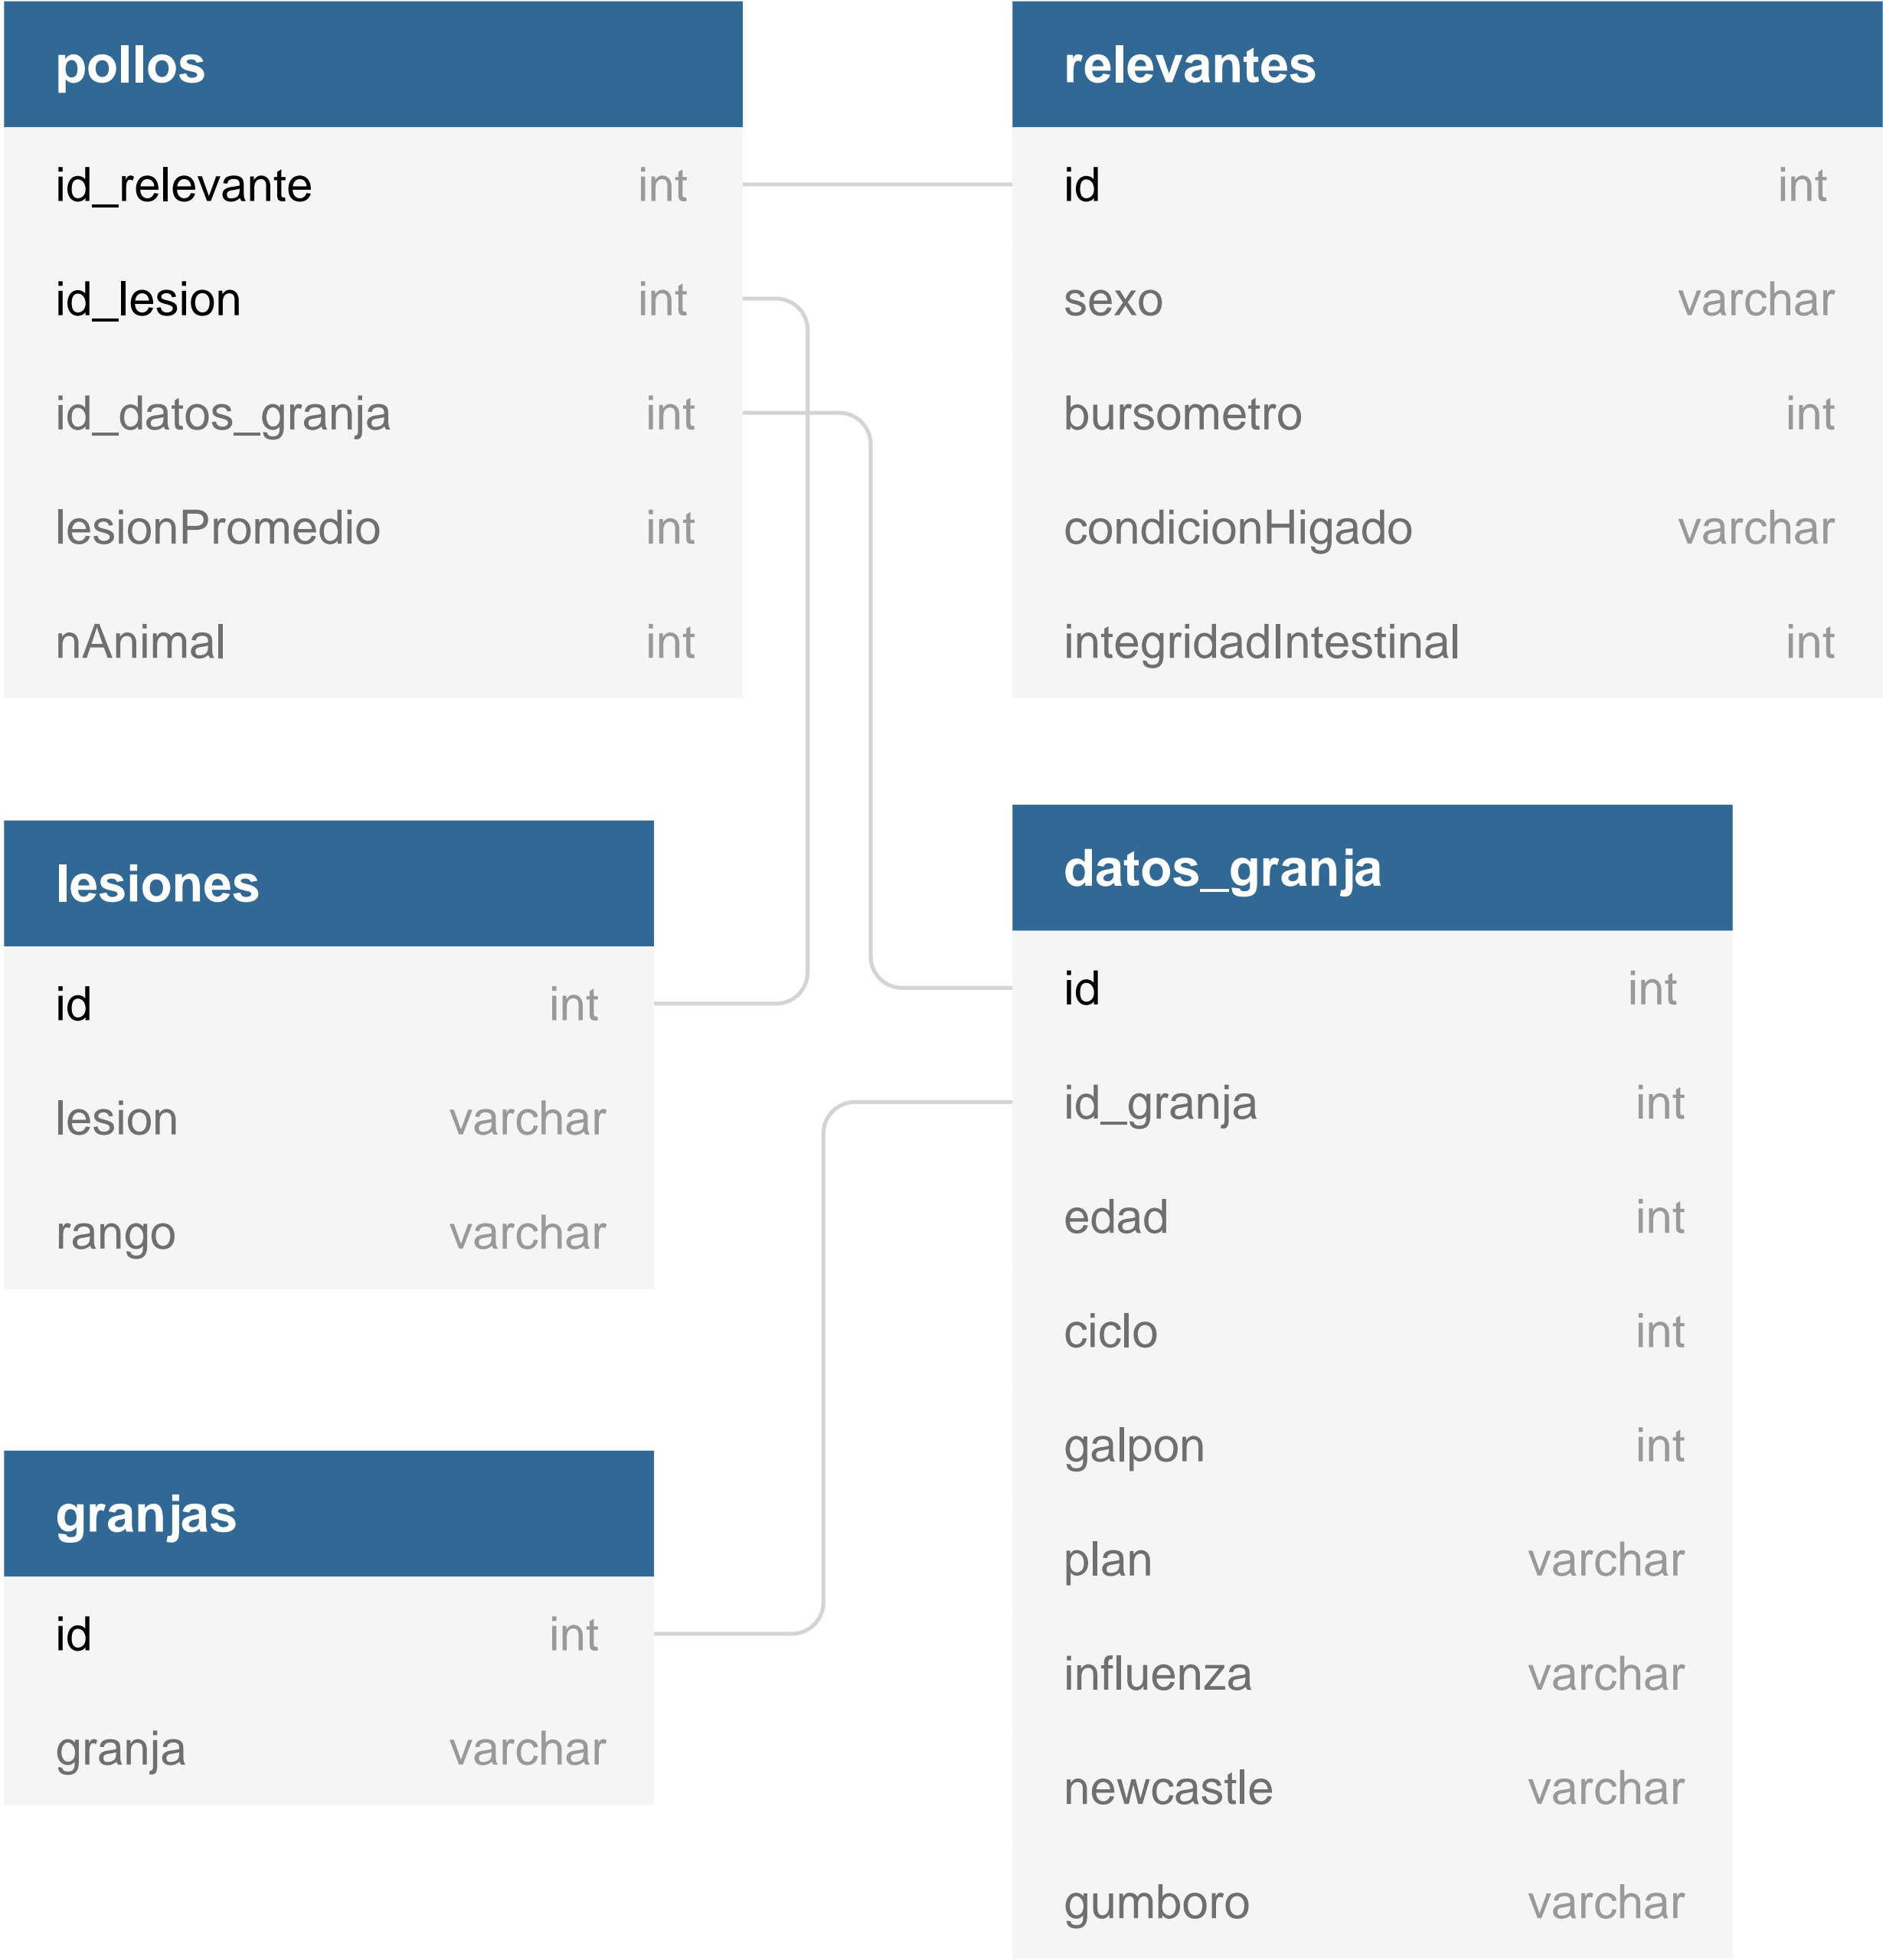 pollos
id_relevante int
id_lesion int
id_datos_granja int
lesionPromedio int
nAnimal int
relevantes
id int
sexo varchar
bursometro int
condicionHigado varchar
integridadIntestinal int
lesiones
id int
lesion varchar
rango varchar
datos_granja
id int
id_granja int
edad int
ciclo int
galpon int
plan varchar
influenza varchar
newcastle varchar
gumboro varchar
granjas
id int
granja varchar